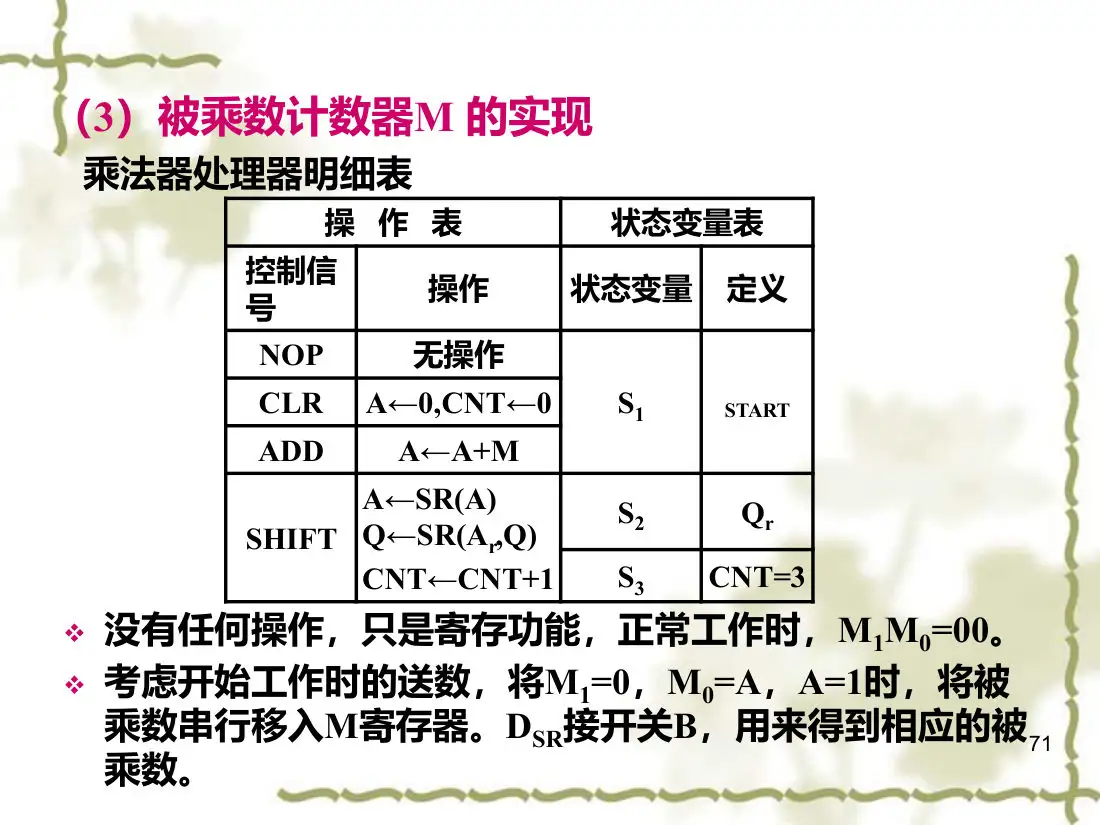 （3）被乘数计数器M 的实现
乘法器处理器明细表
操 作 表 状态变量表
控制信
号 操作 状态变量 定义
NOP 无操作
CLR A←0,CNT←0 S₁ START
ADD A←A+M
SHIFT A←SR(A)
Q←SR(Aᵣ,Q) S₂ Qᵣ
CNT←CNT+1 S₃ CNT=3
没有任何操作，只是寄存功能，正常工作时，M₁M₀=00。
考虑开始工作时的送数，将M₁=0，M₀=A，A=1时，将被
乘数串行移入M寄存器。DSR接开关B，用来得到相应的被
乘数。
71